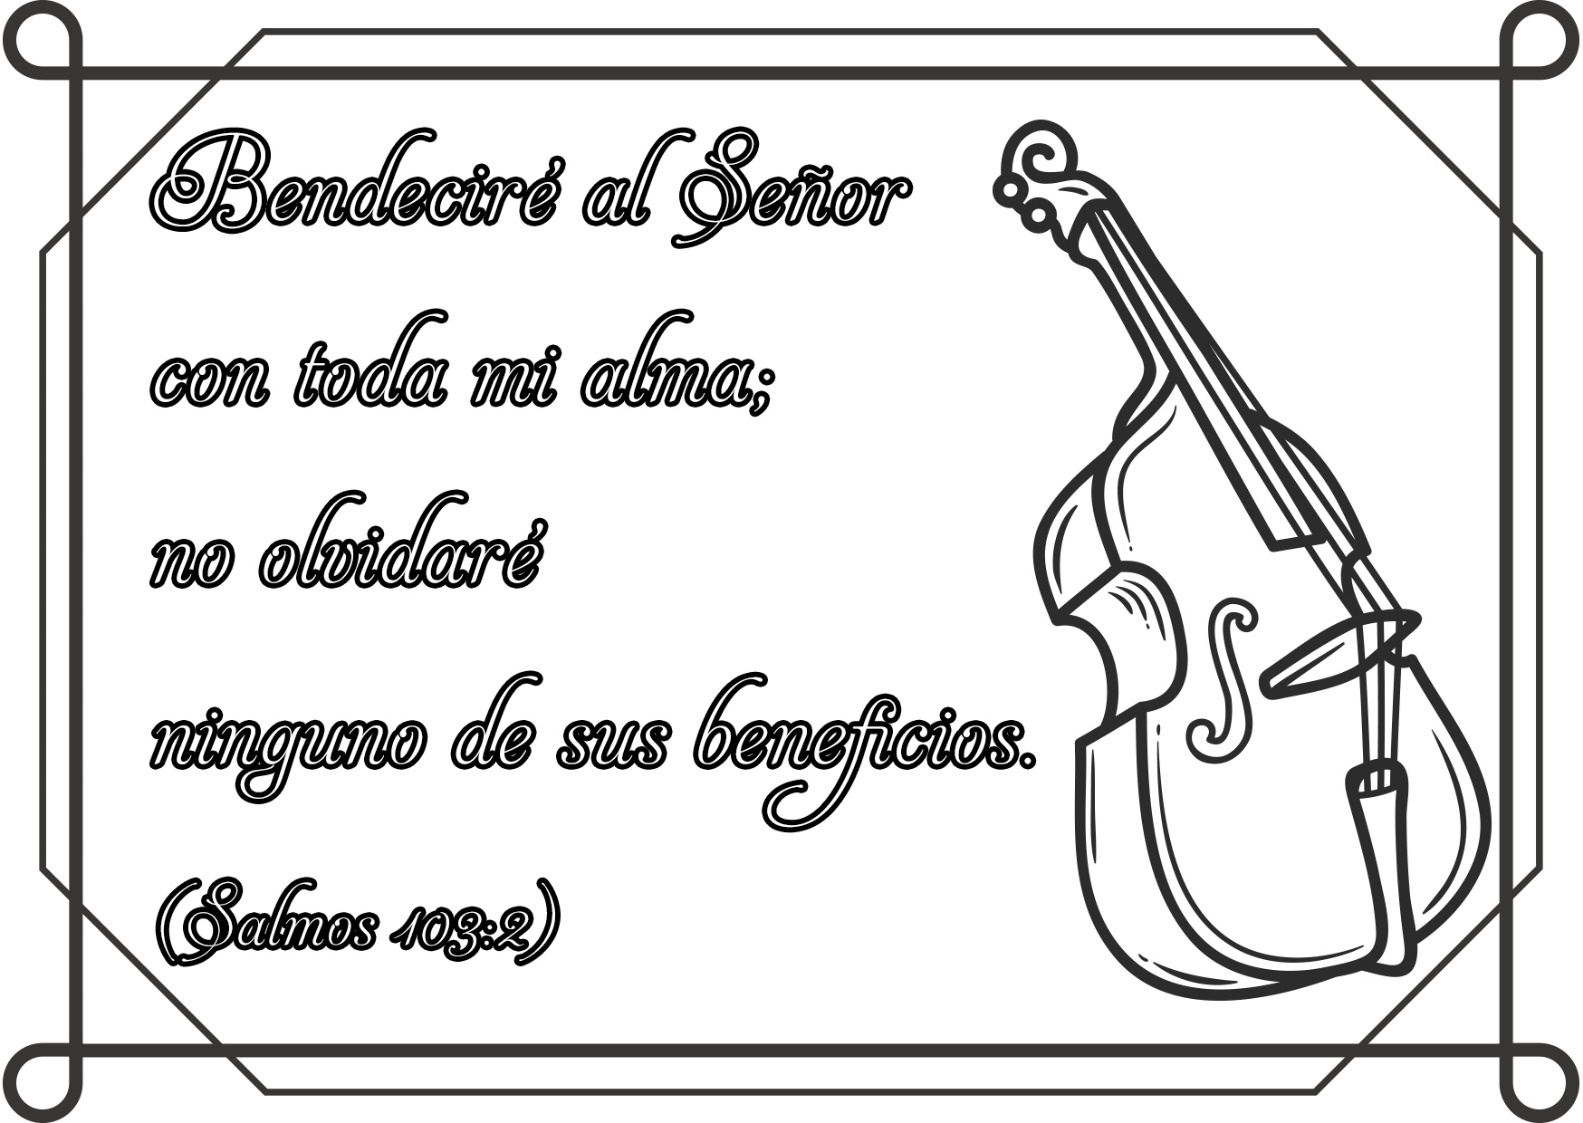 Bendeciré al Señor
con toda mi alma;
no olvidaré
ninguno de sus beneficios.
(Salmos 103:2)